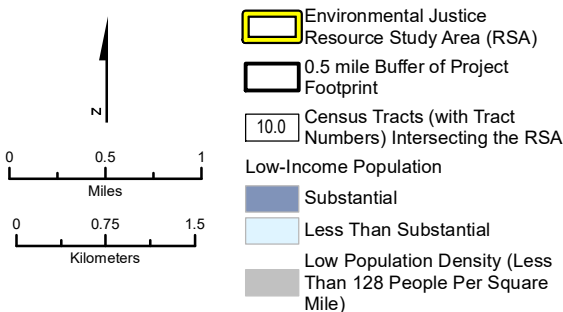 N
0 0.5 1
Miles
0 0.75 1.5
Kilometers
Environmental Justice
Resource Study Area (RSA)
0.5 mile Buffer of Project
Footprint
10.0
Census Tracts (with Tract
Numbers) Intersecting the RSA
Low-Income Population
Substantial
Less Than Substantial
Low Population Density (Less
Than 128 People Per Square
Mile)